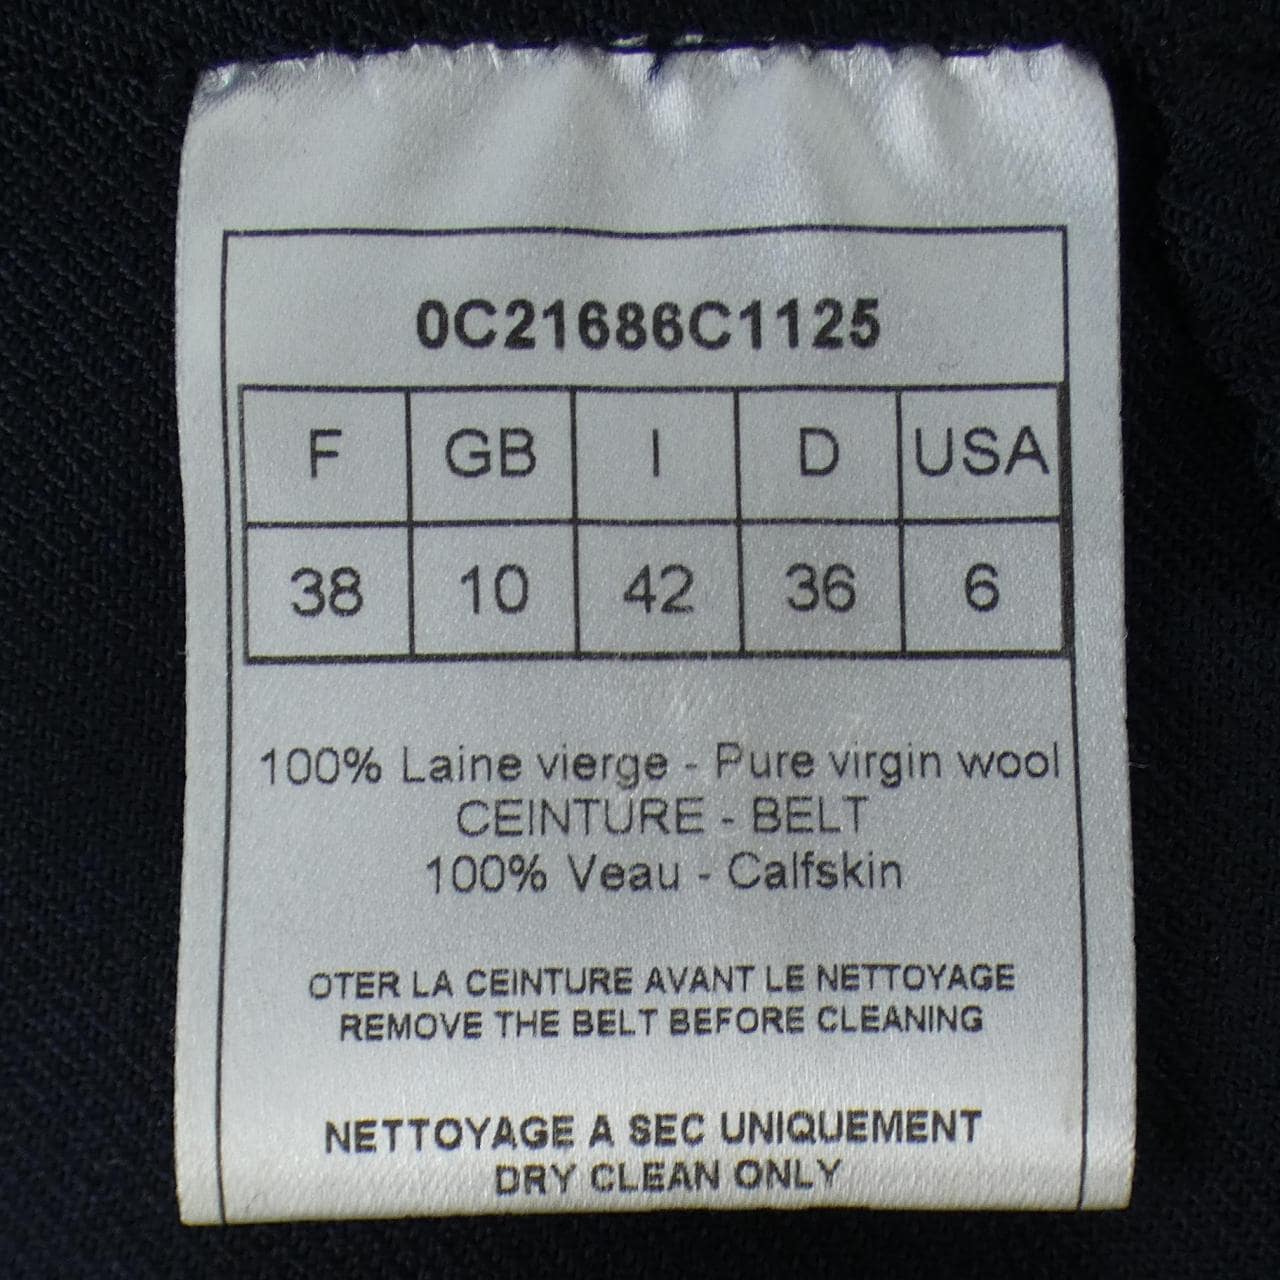 0C21686C1125
F GB I D USA
38 10 42 36 6
100% Laine vierge - Pure virgin wool
CEINTURE - BELT
100% Veau - Calfskin
OTER LA CEINTURE AVANT LE NETTOYAGE
REMOVE THE BELT BEFORE CLEANING
NETTOYAGE A SEC UNIQUEMENT
DRY CLEAN ONLY